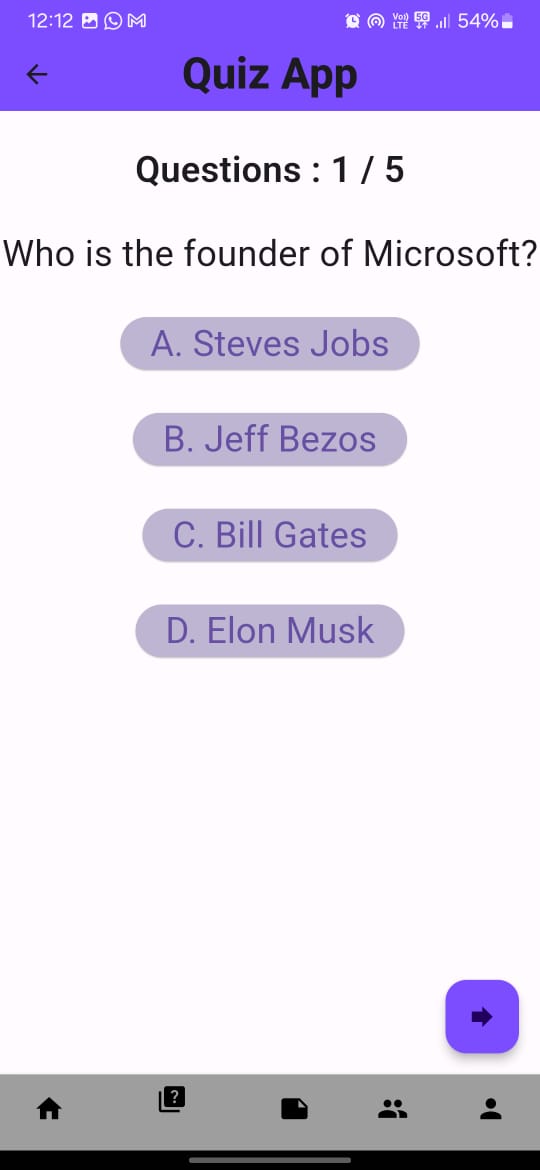 12:12
Vo)) LTE 5G 54%
Quiz App
Questions : 1 / 5
Who is the founder of Microsoft?
A. Steves Jobs
B. Jeff Bezos
C. Bill Gates
D. Elon Musk
?